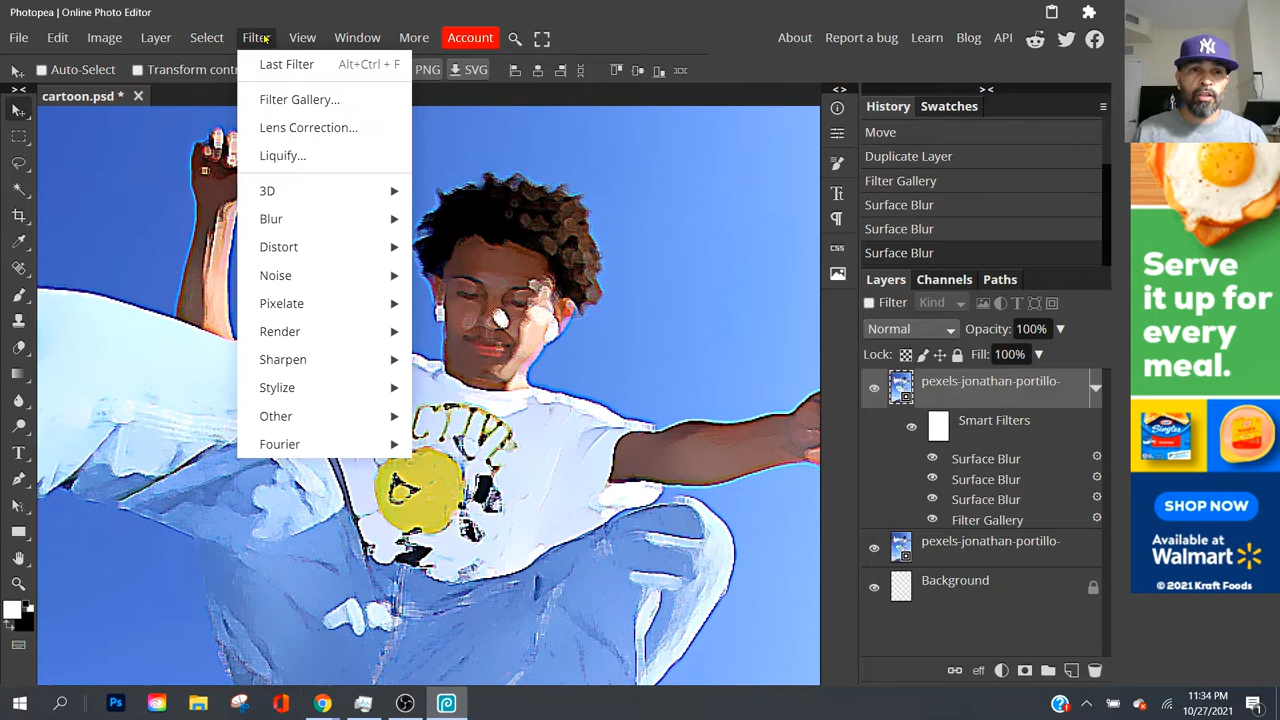 Photopea | Online Photo Editor
File Edit Image Layer Select Filter View Window More Account
About Report a bug Learn Blog API
Auto-Select Transform contro PNG SVG
cartoon.psd *
Last Filter Alt+Ctrl + F
Filter Gallery...
Lens Correction...
Liquify...
3D
Blur
Distort
Noise
Pixelate
Render
Sharpen
Stylize
Other
Fourier
CSS
History Swatches
Move
Duplicate Layer
Filter Gallery
Surface Blur
Surface Blur
Surface Blur
Layers Channels Paths
Filter Kind
Normal Opacity: 100%
Lock: Fill: 100%
pexels-jonathan-portillo-
Smart Filters
Surface Blur
Surface Blur
Surface Blur
Filter Gallery
pexels-jonathan-portillo-
Background
eff
Serve
it up for
every
meal.
Singles
SHOP NOW
Available at
Walmart
© 2021 Kraft Foods
Ps
11:34 PM
10/27/2021